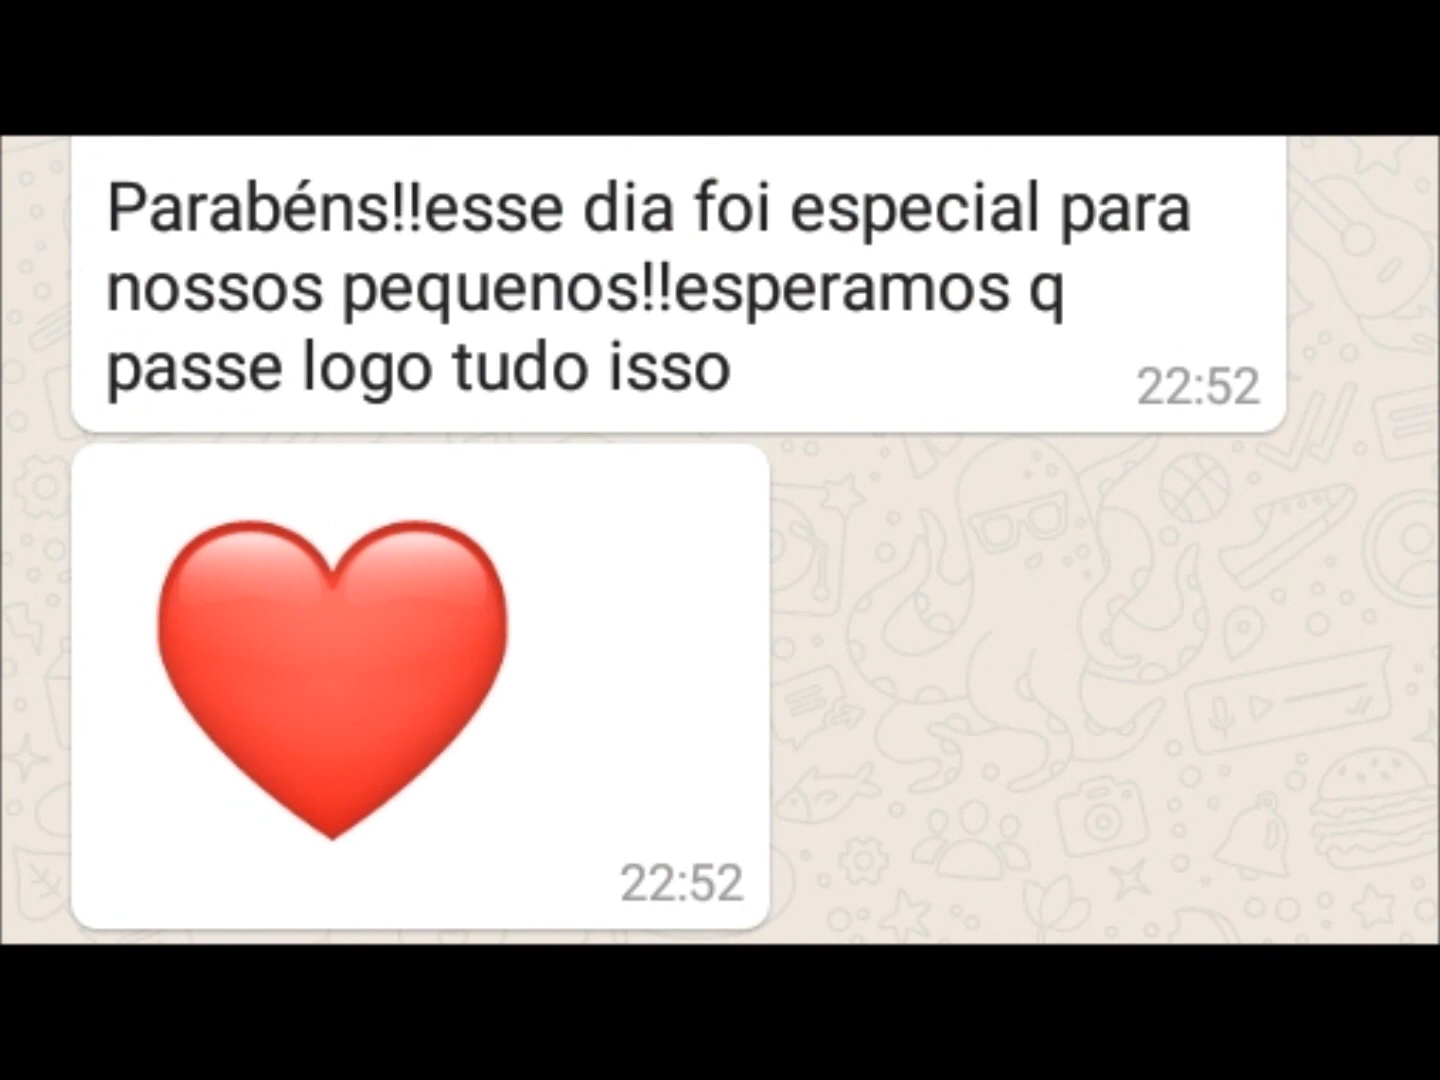 Parabéns!!esse dia foi especial para
nossos pequenos!!esperamos q
passe logo tudo isso
22:52
22:52